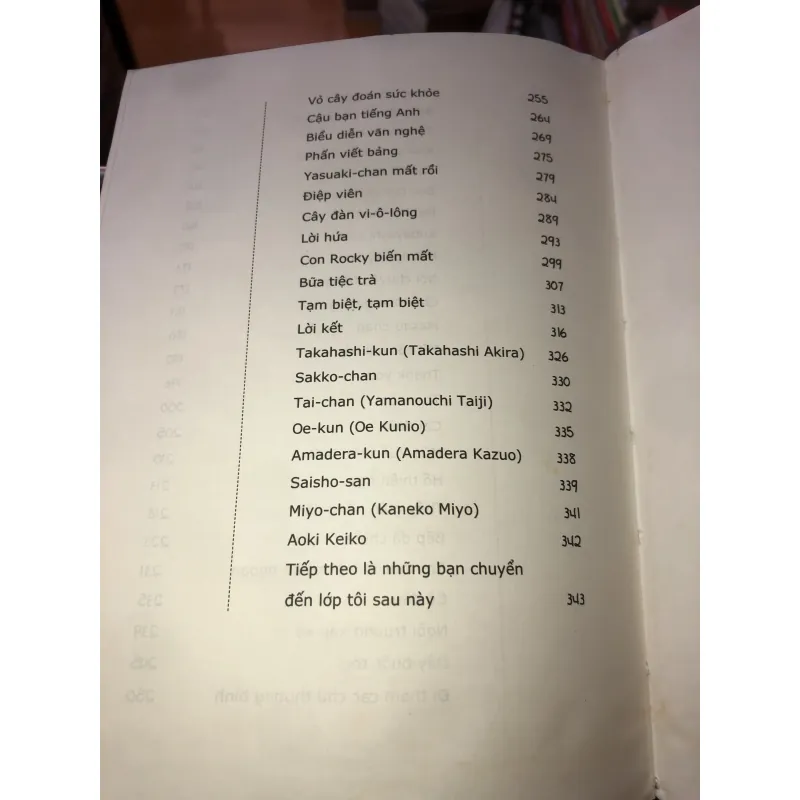 Vỏ cây đoán sức khỏe 255
Cậu bạn tiếng Anh 264
Biểu diễn văn nghệ 269
Phấn viết bảng 275
Yasuaki-chan mất rồi 279
Điệp viên 284
Cây đàn vi-ô-lông 289
Lời hứa 293
Con Rocky biến mất 299
Bữa tiệc trà 307
Tạm biệt, tạm biệt 313
Lời kết 316
Takahashi-kun (Takahashi Akira) 326
Sakko-chan 330
Tai-chan (Yamanouchi Taiji) 332
Oe-kun (Oe Kunio) 335
Amadera-kun (Amadera Kazuo) 338
Saisho-san 339
Miyo-chan (Kaneko Miyo) 341
Aoki Keiko 342
Tiếp theo là những bạn chuyển
đến lớp tôi sau này 343